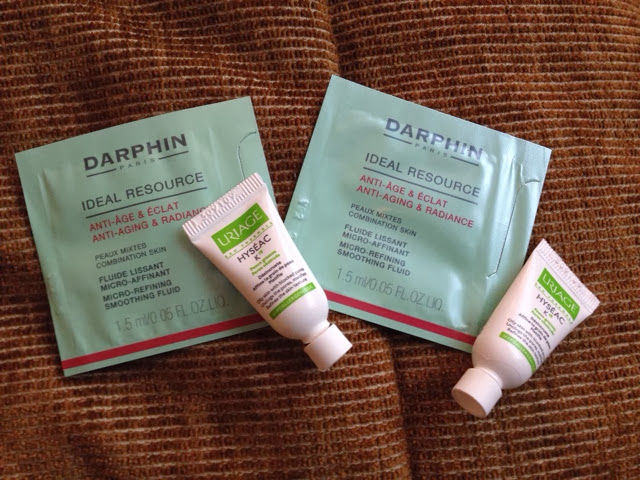 DARPHIN
PARIS
IDEAL RESOURCE
ANTI-ÂGE & ÉCLAT
ANTI-AGING & RADIANCE
PEAUX MIXTES
COMBINATION SKIN
FLUIDE LISSANT
MICRO-AFFINANT
MICRO-REFINING
SMOOTHING FLUID
1.5 ml/0.05 FL.OZ.LIQ.
URIAGE
HYSÉAC
K18
DARPHIN
PARIS
IDEAL RESOURCE
ANTI-ÂGE & ÉCLAT
ANTI-AGING & RADIANCE
PEAUX MIXTES
COMBINATION SKIN
FLUIDE LISSANT
MICRO-AFFINANT
MICRO-REFINING
SMOOTHING FLUID
1.5 ml/0.05 FL.OZ.LIQ.
URIAGE
HYSÉAC
K18